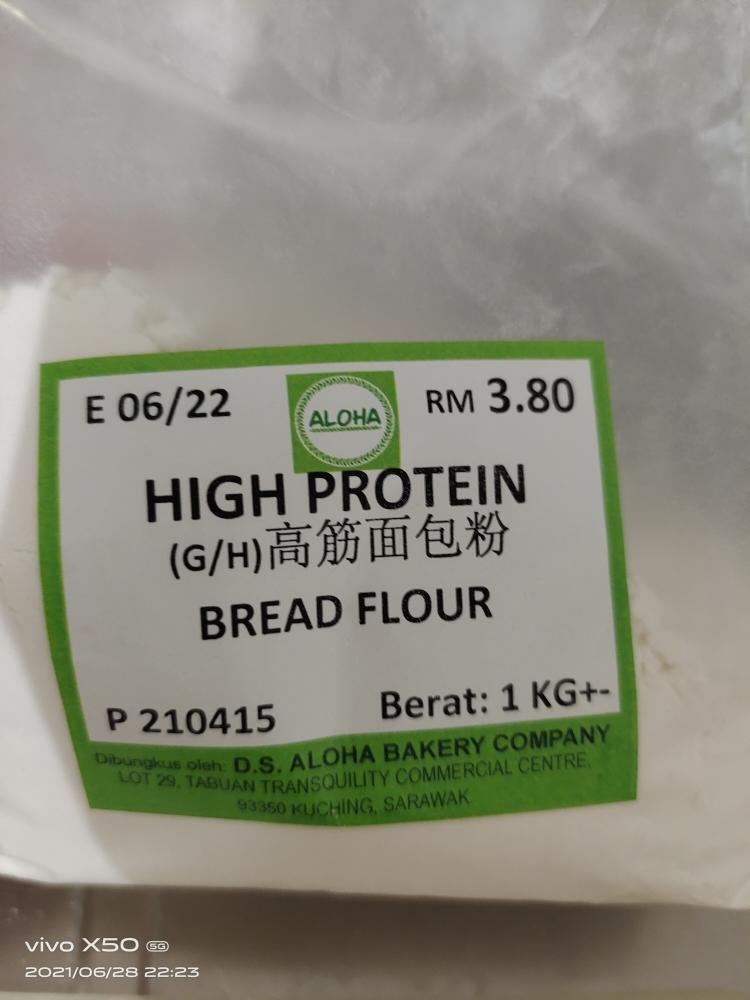 E 06/22
ALOHA
RM 3.80
HIGH PROTEIN
(G/H)高筋面包粉
BREAD FLOUR
P 210415
Berat: 1 KG+-
Dibungkus oleh: D.S. ALOHA BAKERY COMPANY
LOT 29, TABUAN TRANSQUILITY COMMERCIAL CENTRE,
93350 KUCHING, SARAWAK
vivo X50 5G
2021/06/28 22:23